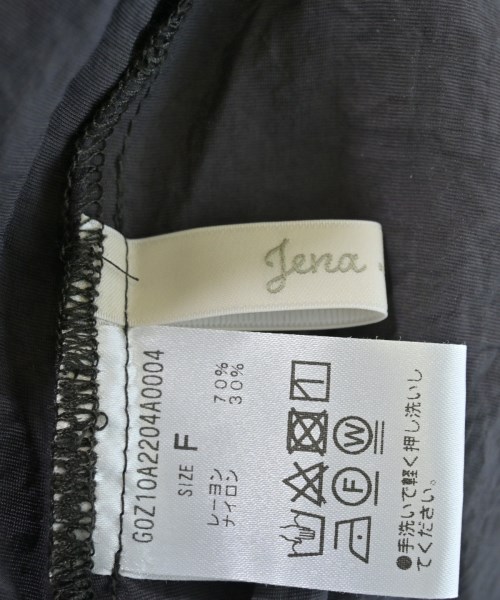 Jena
G0Z10A2204A0004
SIZE F
レーヨン 70%
ナイロン 30%
F W
●手洗いで軽く押し洗いし
てください。